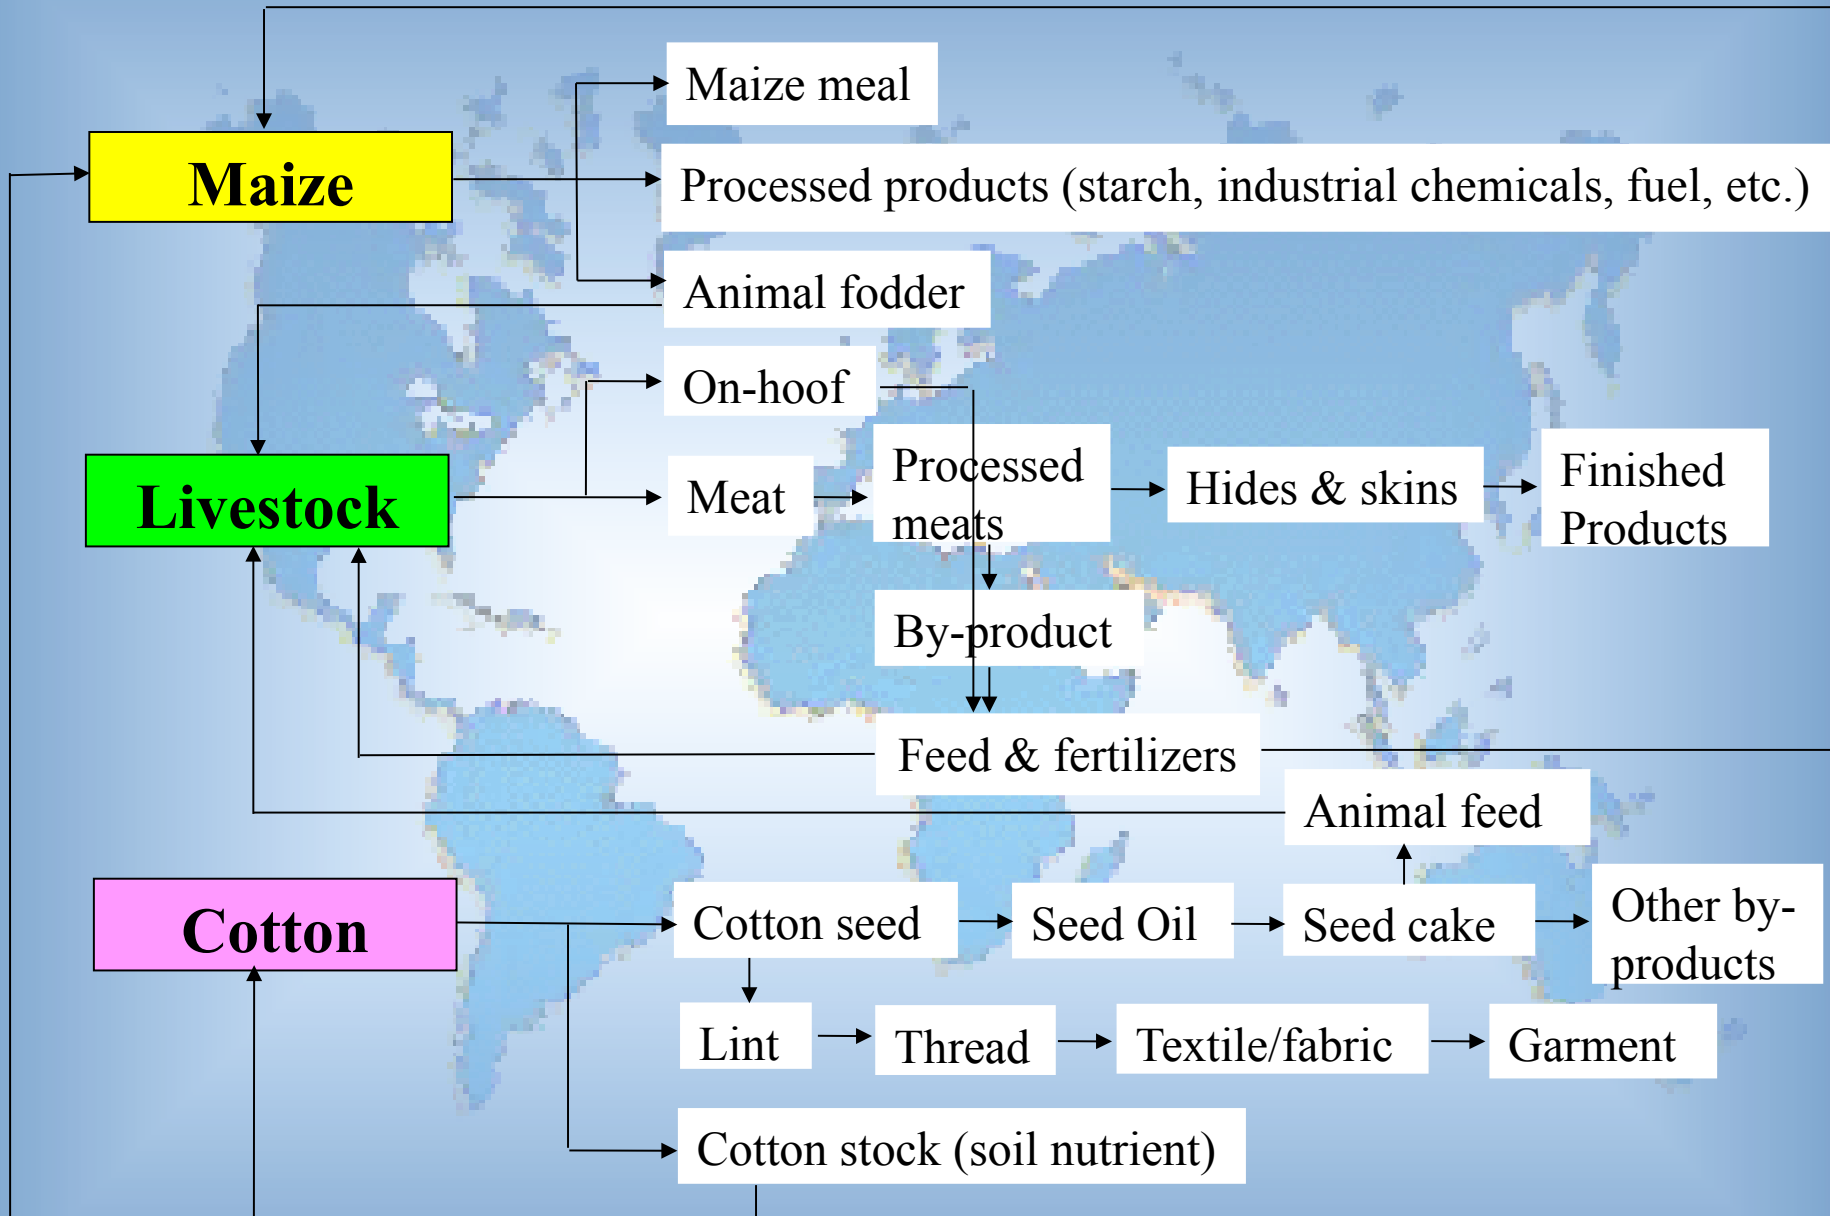 Maize meal
Maize
Processed products (starch, industrial chemicals, fuel, etc.)
Animal fodder
On-hoof
Livestock
Meat
Processed
meats
Hides & skins
Finished
Products
By-product
Feed & fertilizers
Animal feed
Cotton
Cotton seed
Seed Oil
Seed cake
Other by-
products
Lint
Thread
Textile/fabric
Garment
Cotton stock (soil nutrient)